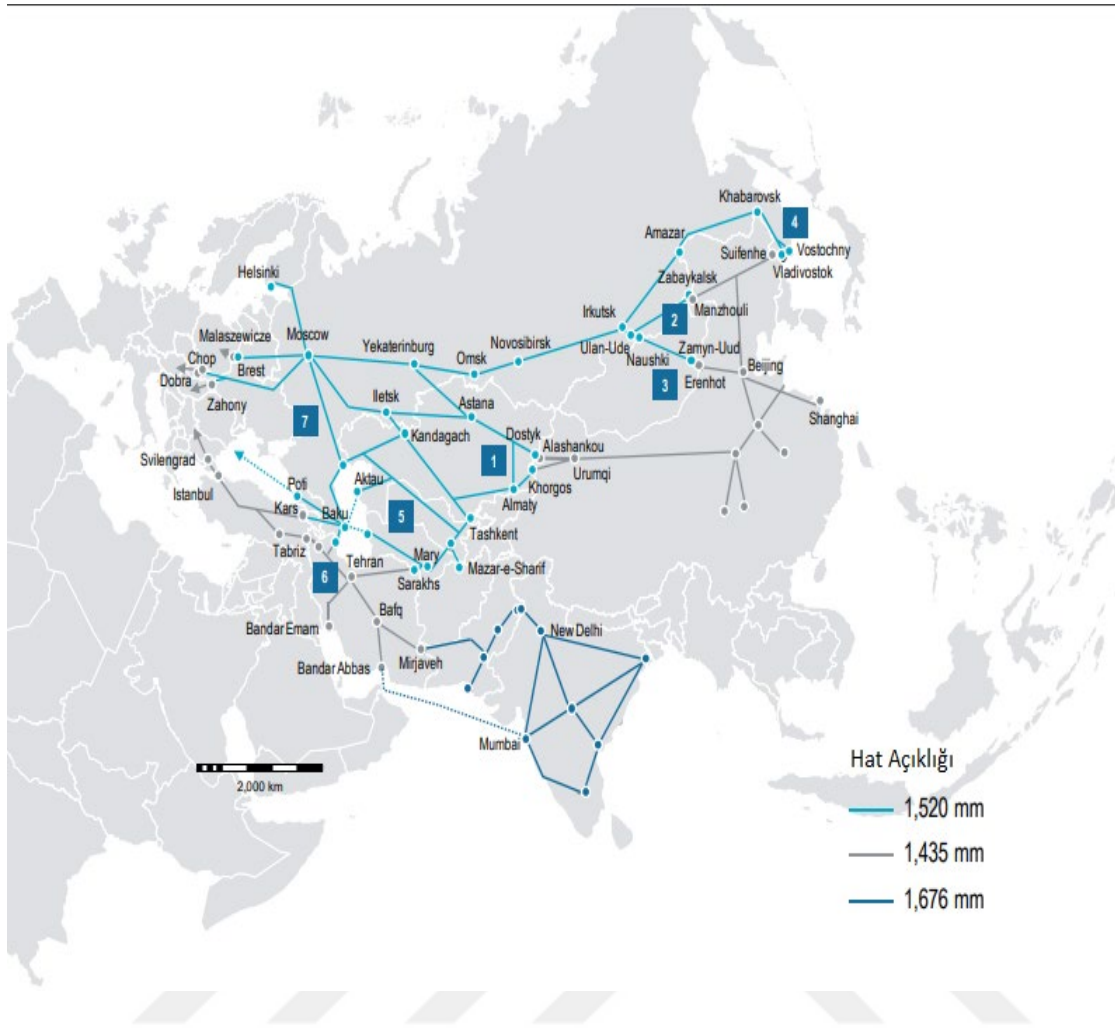 Khabarovsk
4
Amazar
Suifenhe
Vostochny
Vladivostok
Helsinki
Zabaykalsk
Manzhouli
Irkutsk
2
Malaszewicze
Moscow
Novosibirsk
Ulan-Ude
Zamyn-Uud
Yekaterinburg
Naushki
Chop
Omsk
Beijing
Brest
Erenhot
Dobra
3
Zahony
Iletsk
Astana
Shanghai
7
Kandagach
Dostyk
Alashankou
Svilengrad
1
Aktau
Urumqi
Poti
Khorgos
Istanbul
Almaty
Kars
Baku
5
Tashkent
Tabriz
Mary
Tehran
Mazar-e-Sharif
6
Sarakhs
Bafq
Bandar Emam
New Delhi
Mirjaveh
Bandar Abbas
Mumbai
2,000 km
Hat Açıklığı
1,520 mm
1,435 mm
1,676 mm